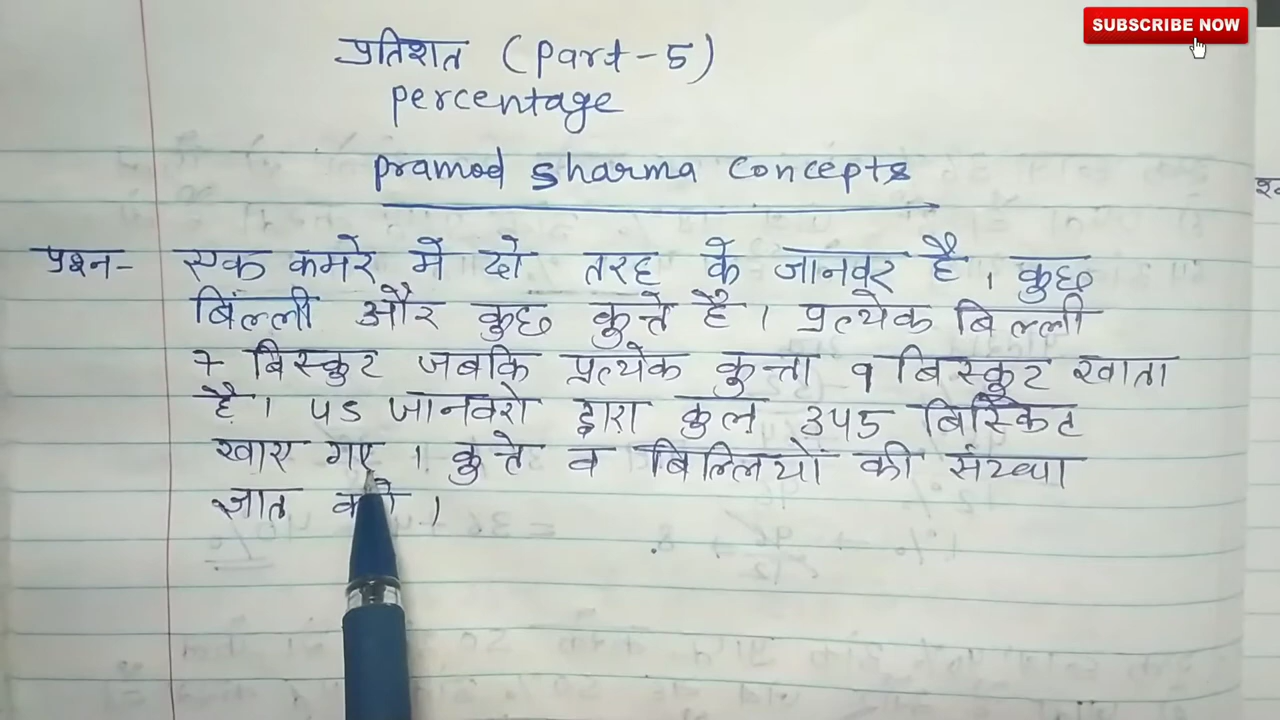 SUBSCRIBE NOW
प्रतिशत (Part-5)
Percentage
pramod sharma concepts
प्रश्न- एक कमरे में दो तरह के जानवर है । कुछ
बिल्ली और कुछ कुत्ते है । प्रत्येक बिल्ली
7 बिस्कुट जबकि प्रत्येक कुत्ता 9 बिस्कुट खाता
है । 45 जानवरो द्वारा कुल 345 बिस्किट
खाए गए । कुत्ते व बिल्लियों की संख्या
ज्ञात करो ।